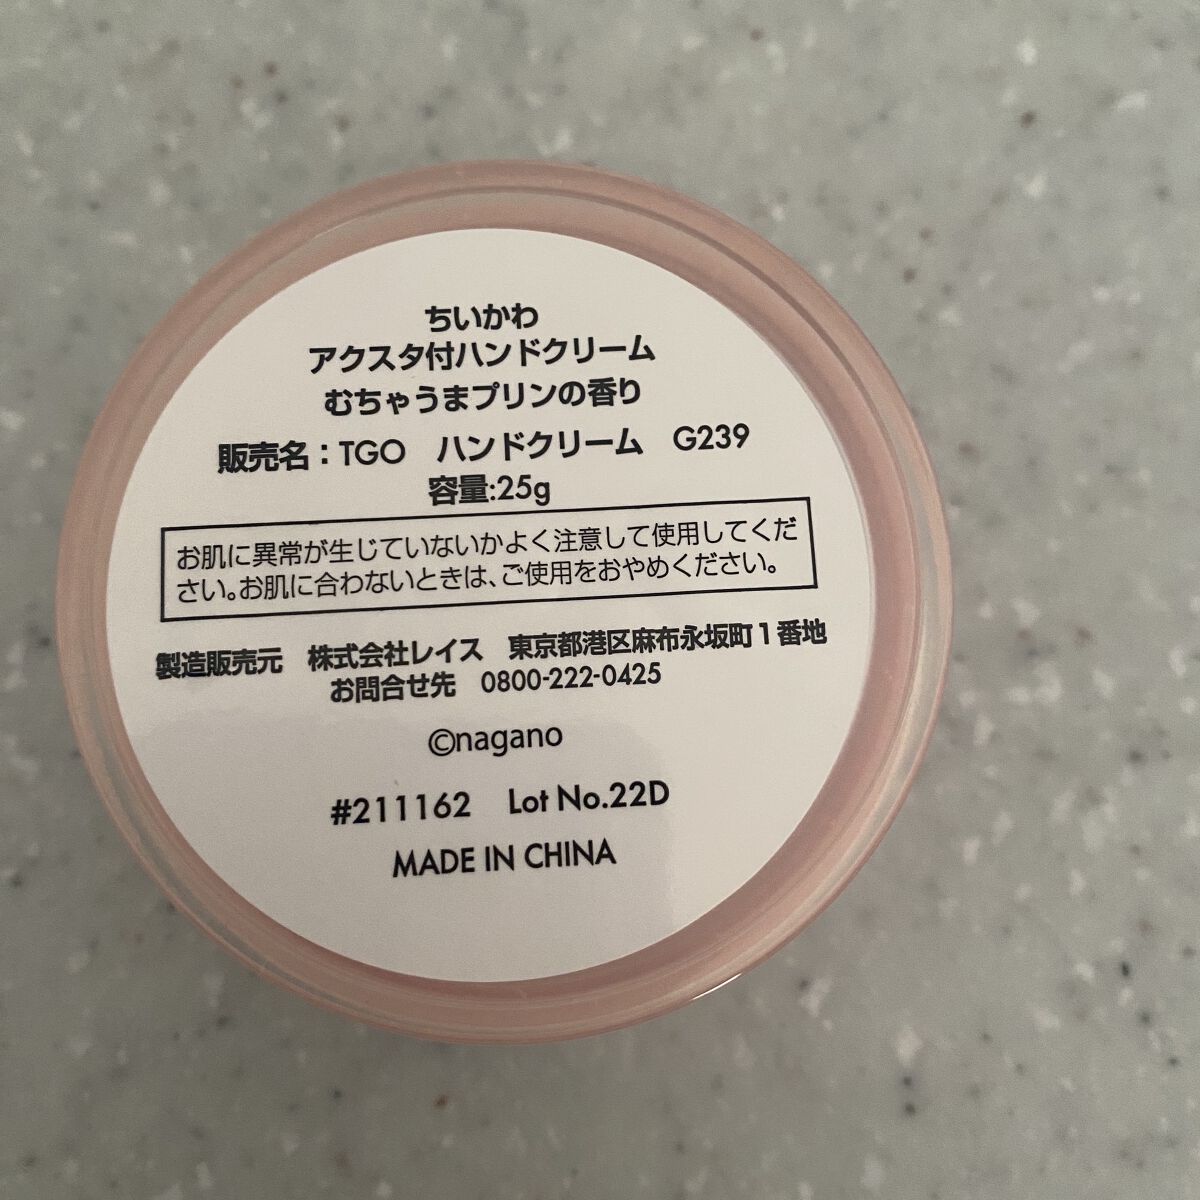 ちいかわ
アクスタ付ハンドクリーム
むちゃうまプリンの香り
販売名：TGO　ハンドクリーム　G239
容量:25g
お肌に異常が生じていないかよく注意して使用してくだ
さい。お肌に合わないときは、ご使用をおやめください。
製造販売元　株式会社レイス　東京都港区麻布永坂町1番地
お問合せ先　0800-222-0425
©nagano
#211162　Lot No.22D
MADE IN CHINA